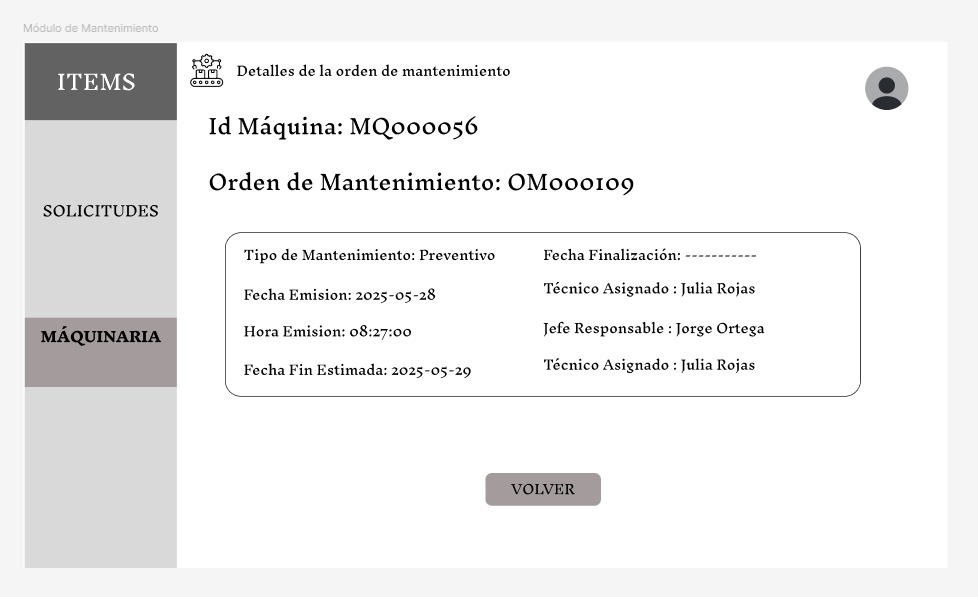 Módulo de Mantenimiento
ITEMS
SOLICITUDES
MÁQUINARIA
Detalles de la orden de mantenimiento
Id Máquina: MQ000056
Orden de Mantenimiento: OM000109
Tipo de Mantenimiento: Preventivo
Fecha Emision: 2025-05-28
Hora Emision: 08:27:00
Fecha Fin Estimada: 2025-05-29
Fecha Finalización: -----------
Técnico Asignado : Julia Rojas
Jefe Responsable : Jorge Ortega
Técnico Asignado : Julia Rojas
VOLVER